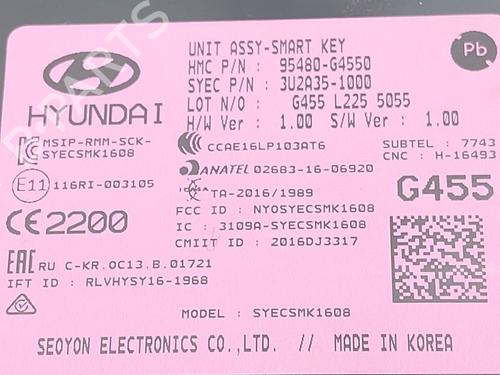 UNIT ASSY-SMART KEY
HMC P/N : 95480-G4550
SYEC P/N : 3U2A35-1000
LOT N/O : G455 L225 5055
H/W Ver : 1.00 S/W Ver : 1.00
Pb
HYUNDAI
MSIP-RMM-SCK-
SYECSMK1608
E11 116RI-003105
CE2200
CCAE16LP103AT6
ANATEL 02683-16-06920
TA-2016/1989
SUBTEL : 7743
CNC : H-16493
G455
FCC ID : NYOSYECSMK1608
IC : 3109A-SYECSMK1608
CMIIT ID : 2016DJ3317
EAC RU C-KR.OC13.B.01721
IFT ID : RLVHYSY16-1968
MODEL : SYECSMK1608
SEOYON ELECTRONICS CO.,LTD. // MADE IN KOREA